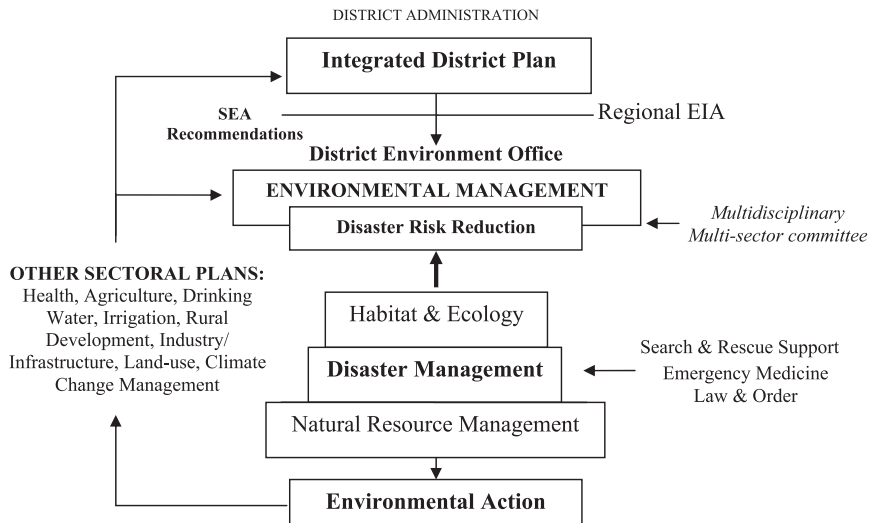 DISTRICT ADMINISTRATION
Integrated District Plan
SEA
Recommendations
Regional EIA
District Environment Office
ENVIRONMENTAL MANAGEMENT
Disaster Risk Reduction
Multidisciplinary
Multi-sector committee
OTHER SECTORAL PLANS:
Health, Agriculture, Drinking
Water, Irrigation, Rural
Development, Industry/
Infrastructure, Land-use, Climate
Change Management
Habitat & Ecology
Disaster Management
Search & Rescue Support
Emergency Medicine
Law & Order
Natural Resource Management
Environmental Action